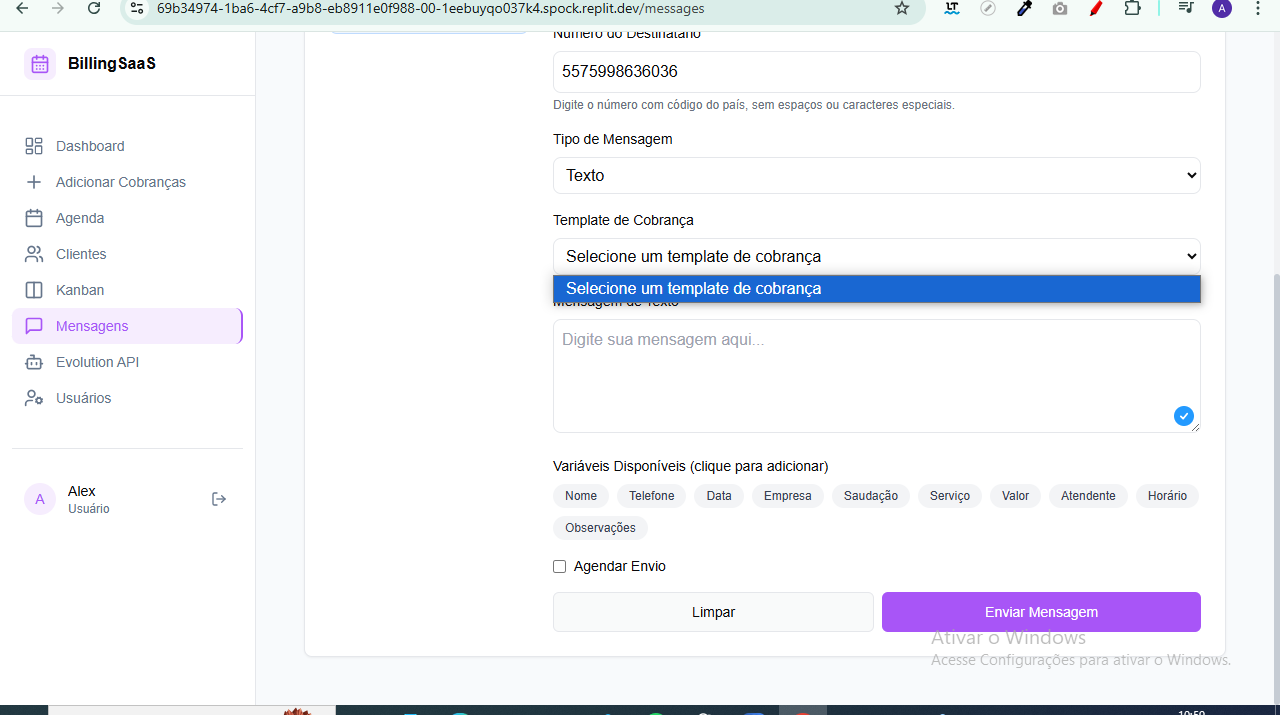 69b34974-1ba6-4cf7-a9b8-eb8911e0f988-00-1eebuyqo037k4.spock.replit.dev/messages
LT
A
BillingSaaS
Dashboard
Adicionar Cobranças
Agenda
Clientes
Kanban
Mensagens
Evolution API
Usuários
A
Alex
Usuário
Número do Destinatário
5575998636036
Digite o número com código do país, sem espaços ou caracteres especiais.
Tipo de Mensagem
Texto
Template de Cobrança
Selecione um template de cobrança
Selecione um template de cobrança
Mensagem de Texto
Digite sua mensagem aqui...
Variáveis Disponíveis (clique para adicionar)
Nome Telefone Data Empresa Saudação Serviço Valor Atendente Horário
Observações
Agendar Envio
Limpar Enviar Mensagem
Ativar o Windows
Acesse Configurações para ativar o Windows.